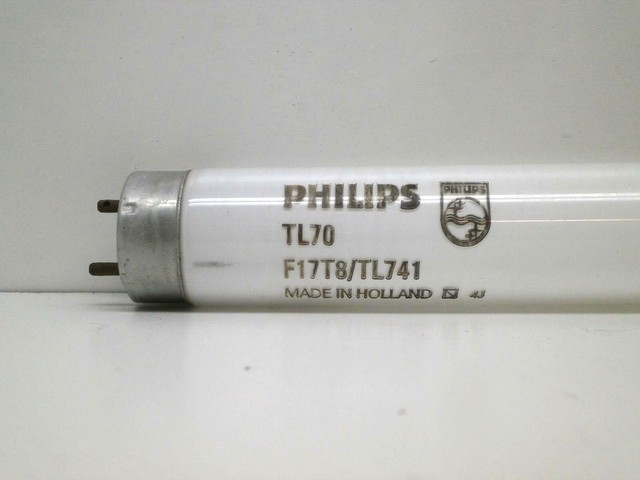 PHILIPS
PHILIPS
TL70
F17T8/TL741
MADE IN HOLLAND 4J